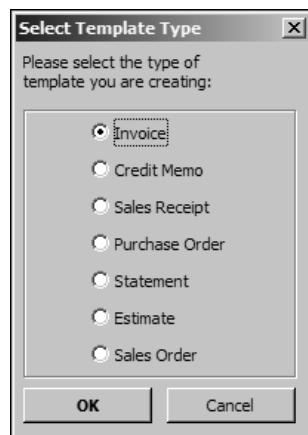 Select Template Type
Please select the type of
template you are creating:
Invoice
Credit Memo
Sales Receipt
Purchase Order
Statement
Estimate
Sales Order
OK Cancel